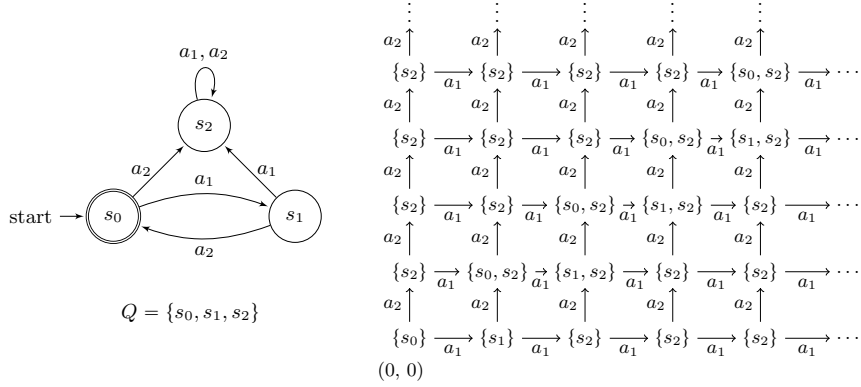 a₁, a₂
s₂
a₂ a₁ a₁
start s₀ s₁
a₂
Q = {s₀, s₁, s₂}
⋮ ⋮ ⋮ ⋮ ⋮
a₂ a₂ a₂ a₂ a₂
{s₂} a₁ {s₂} a₁ {s₂} a₁ {s₂} a₁ {s₀, s₂} a₁ ⋯
a₂ a₂ a₂ a₂ a₂
{s₂} a₁ {s₂} a₁ {s₂} a₁ {s₀, s₂} a₁ {s₁, s₂} a₁ ⋯
a₂ a₂ a₂ a₂ a₂
{s₂} a₁ {s₂} a₁ {s₀, s₂} a₁ {s₁, s₂} a₁ {s₂} a₁ ⋯
a₂ a₂ a₂ a₂ a₂
{s₂} a₁ {s₀, s₂} a₁ {s₁, s₂} a₁ {s₂} a₁ {s₂} a₁ ⋯
a₂ a₂ a₂ a₂ a₂
{s₀} a₁ {s₁} a₁ {s₂} a₁ {s₂} a₁ {s₂} a₁ ⋯
(0, 0)